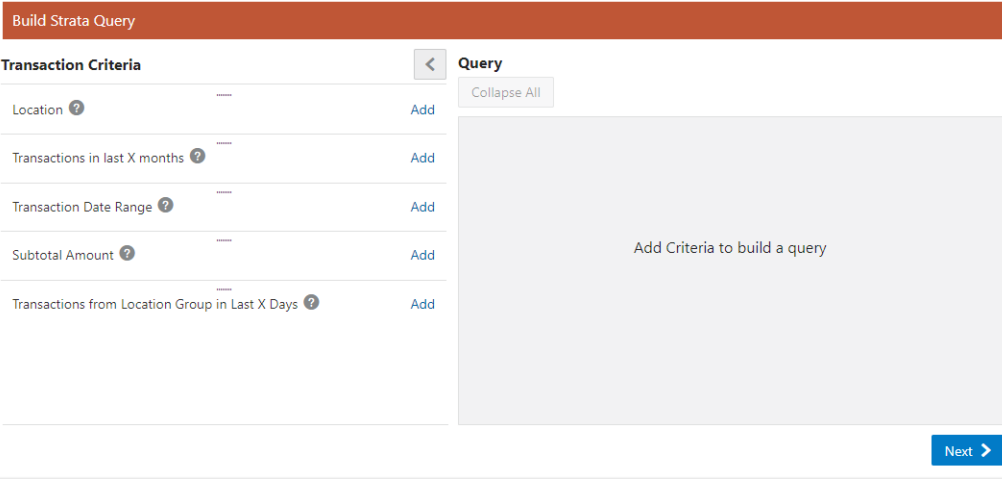 Build Strata Query
Transaction Criteria
Location ?
Add
Transactions in last X months ?
Add
Transaction Date Range ?
Add
Subtotal Amount ?
Add
Transactions from Location Group in Last X Days ?
Add
Query
Collapse All
Add Criteria to build a query
Next